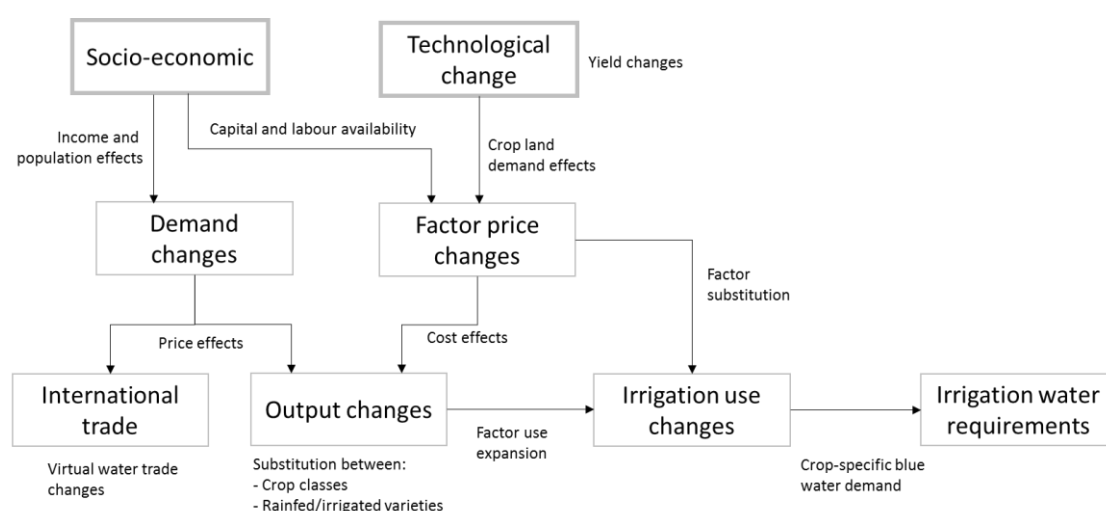 Socio-economic
Technological
change
Yield changes
Income and
population effects
Capital and labour availability
Crop land
demand effects
Demand
changes
Factor price
changes
Factor
substitution
Price effects
Cost effects
International
trade
Output changes
Irrigation use
changes
Irrigation water
requirements
Factor use
expansion
Virtual water trade
changes
Substitution between:
- Crop classes
- Rainfed/irrigated varieties
Crop-specific blue
water demand